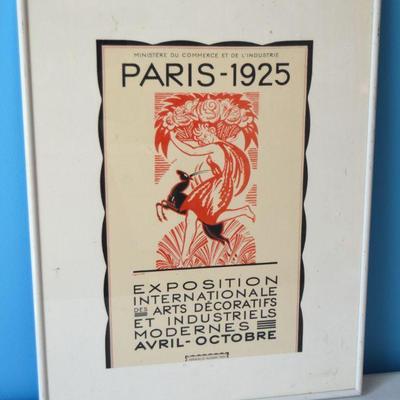 MINISTÈRE DU COMMERCE ET DE L'INDUSTRIE
PARIS-1925
EXPOSITION
INTERNATIONALE
DES ARTS DÉCORATIFS
ET INDUSTRIELS
MODERNES
AVRIL-OCTOBRE